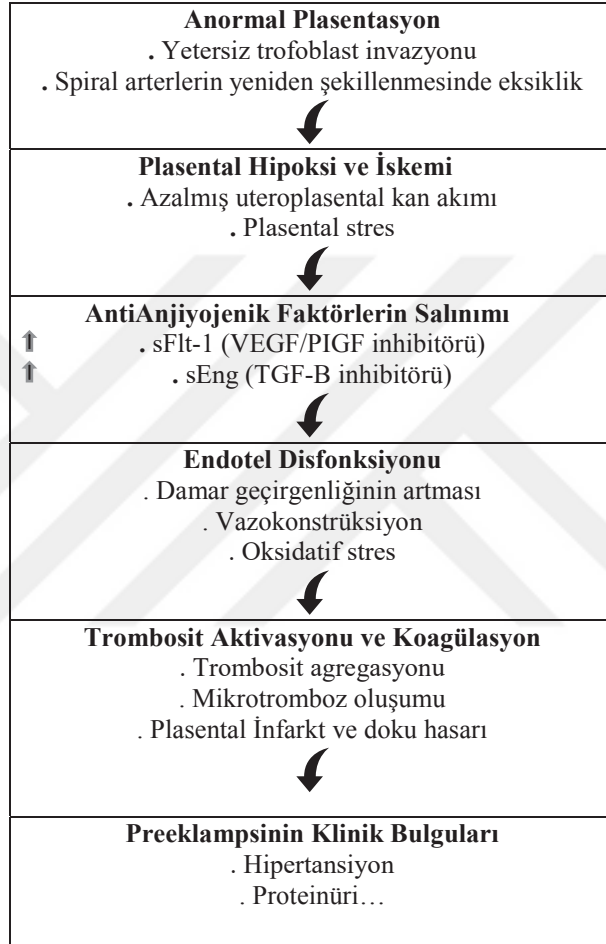 Anormal Plasentasyon
. Yetersiz trofoblast invazyonu
. Spiral arterlerin yeniden şekillenmesinde eksiklik
Plasental Hipoksi ve İskemi
. Azalmış uteroplasental kan akımı
. Plasental stres
AntiAnjiyojenik Faktörlerin Salınımı
⇑ . sFlt-1 (VEGF/PIGF inhibitörü)
⇑ . sEng (TGF-B inhibitörü)
Endotel Disfonksiyonu
. Damar geçirgenliğinin artması
. Vazokonstrüksiyon
. Oksidatif stres
Trombosit Aktivasyonu ve Koagülasyon
. Trombosit agregasyonu
. Mikrotromboz oluşumu
. Plasental İnfarkt ve doku hasarı
Preeklampsinin Klinik Bulguları
. Hipertansiyon
. Proteinüri…